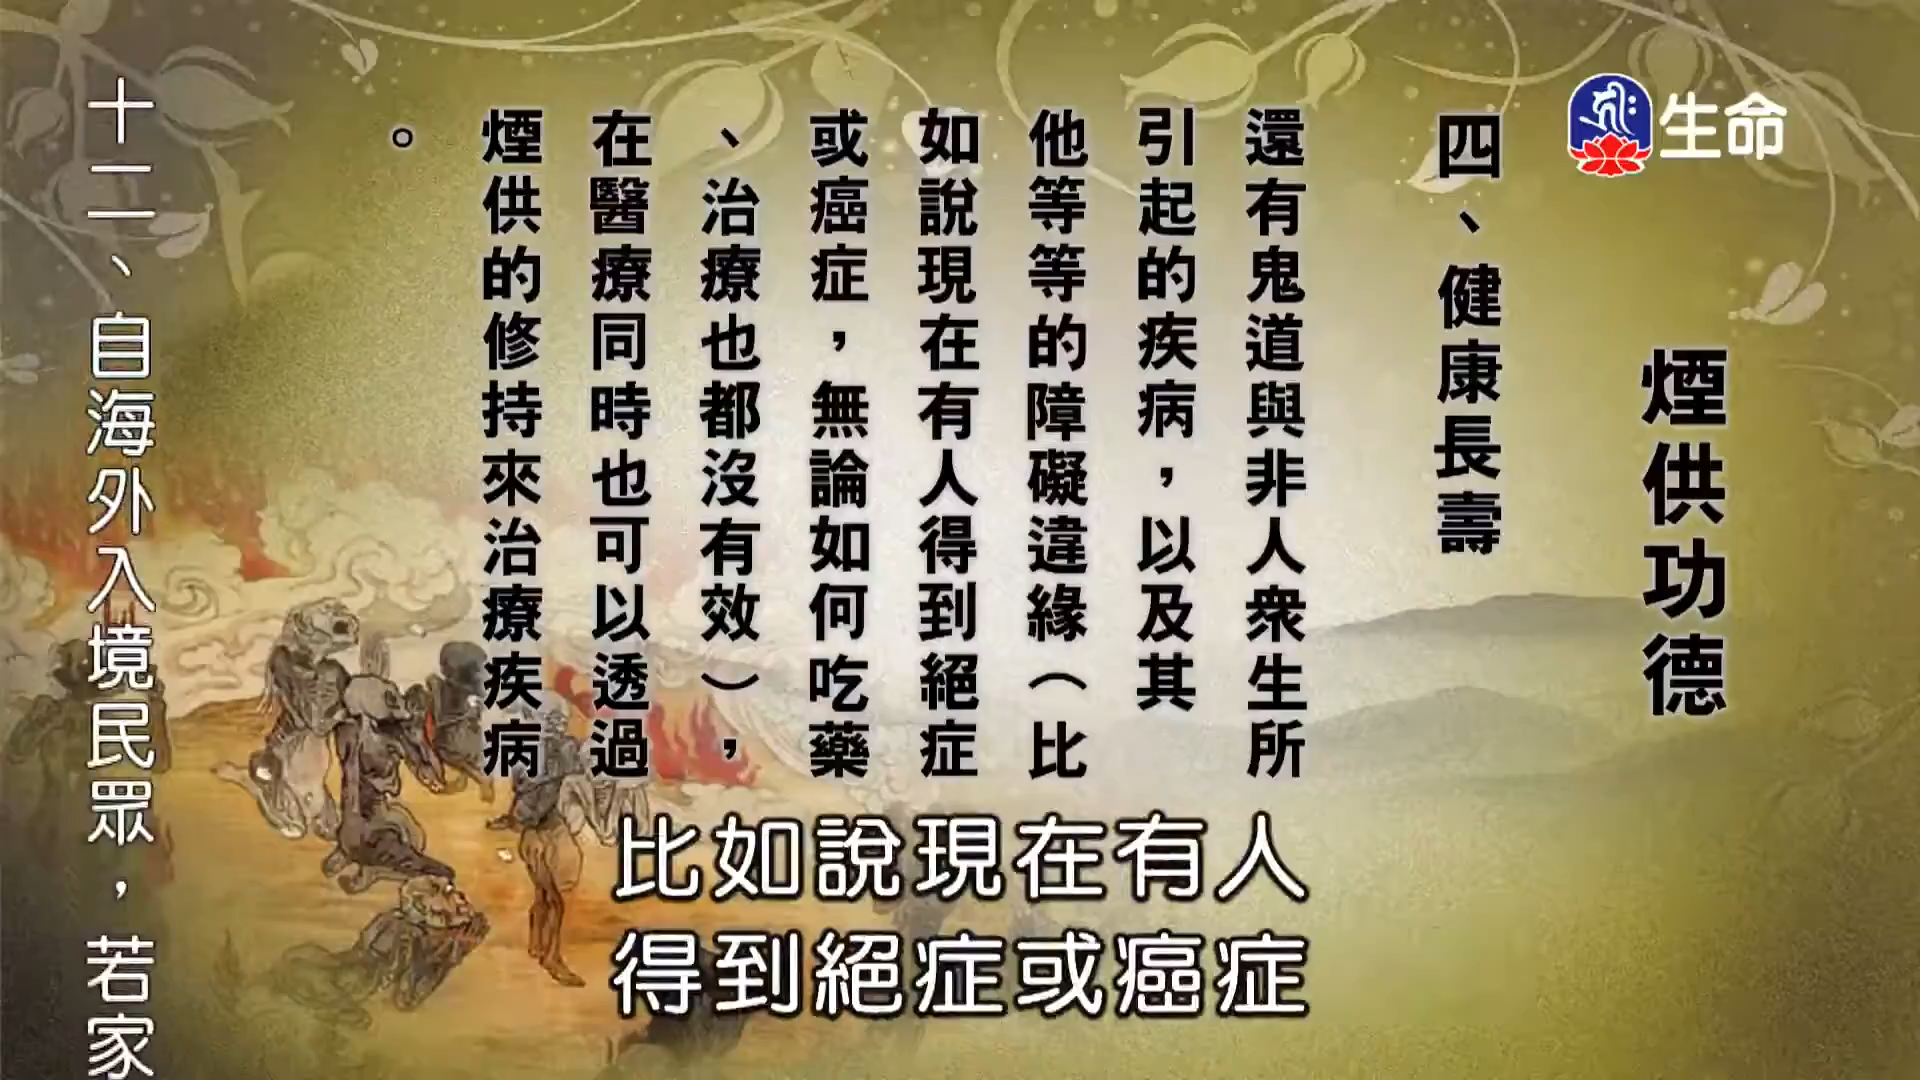 生命
煙供功德
四、健康長壽
還有鬼道與非人衆生所
引起的疾病，以及其
他等等的障礙違緣（比
如說現在有人得到絕症
或癌症，無論如何吃藥
、治療也都沒有效），
在醫療同時也可以透過
煙供的修持來治療疾病
。
十二、自海外入境民眾，若家
比如說現在有人
得到絕症或癌症